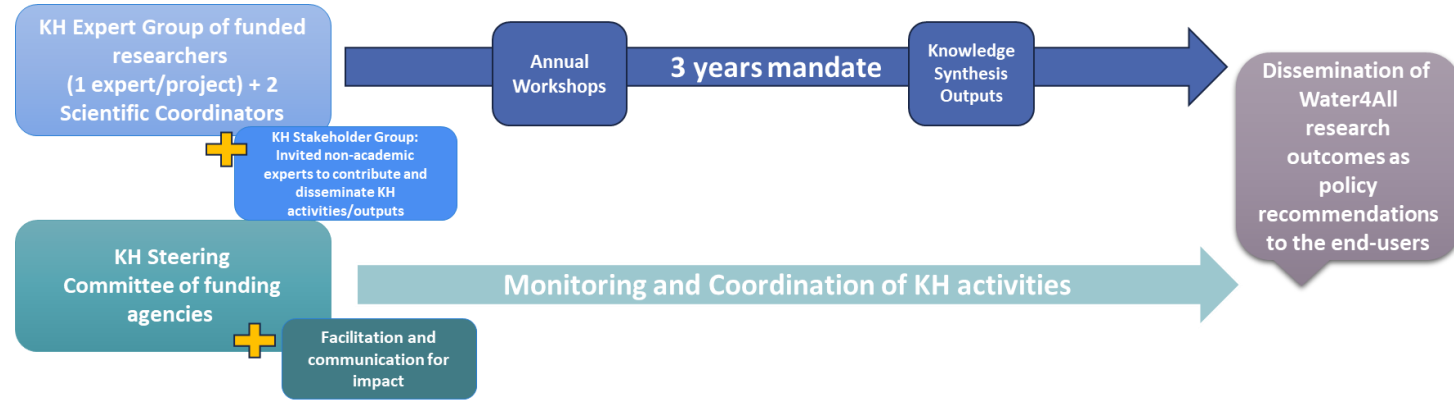 KH Expert Group of funded
researchers
(1 expert/project) + 2
Scientific Coordinators
KH Stakeholder Group:
Invited non-academic
experts to contribute and
disseminate KH
activities/outputs
Annual
Workshops
3 years mandate
Knowledge
Synthesis
Outputs
Dissemination of
Water4All
research
outcomes as
policy
recommendations
to the end-users
KH Steering
Committee of funding
agencies
Facilitation and
communication for
impact
Monitoring and Coordination of KH activities